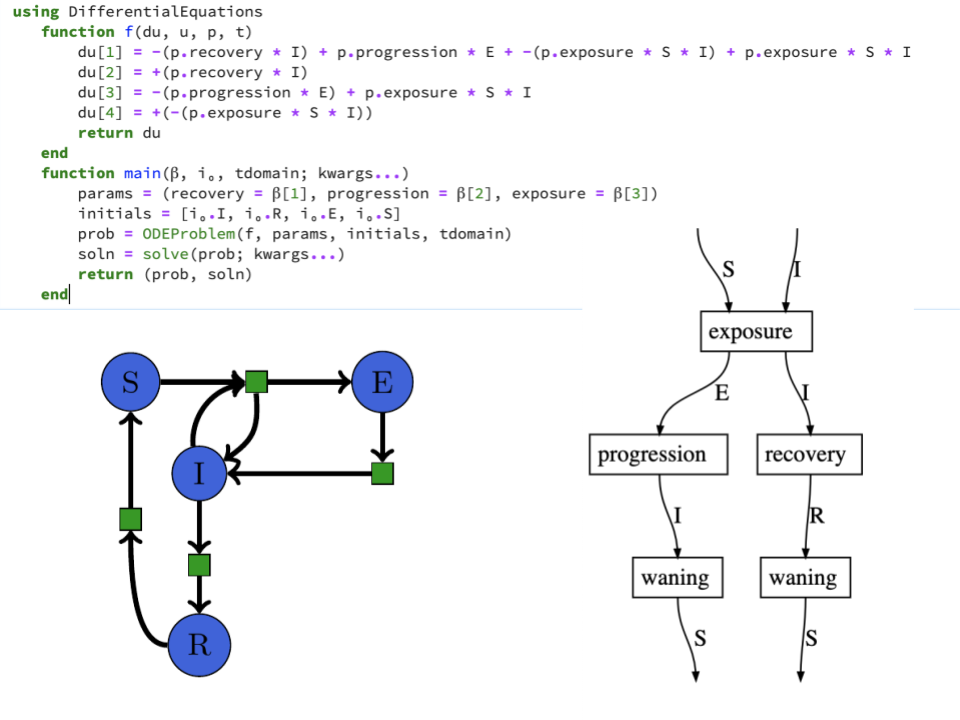 using DifferentialEquations
function f(du, u, p, t)
du[1] = -(p.recovery * I) + p.progression * E + -(p.exposure * S * I) + p.exposure * S * I
du[2] = +(p.recovery * I)
du[3] = -(p.progression * E) + p.exposure * S * I
du[4] = +(-(p.exposure * S * I))
return du
end
function main(β, i₀, tdomain; kwargs...)
params = (recovery = β[1], progression = β[2], exposure = β[3])
initials = [i₀.I, i₀.R, i₀.E, i₀.S]
prob = ODEProblem(f, params, initials, tdomain)
soln = solve(prob; kwargs...)
return (prob, soln)
end
S
E
I
R
S I
exposure
E I
progression recovery
I R
waning waning
S S